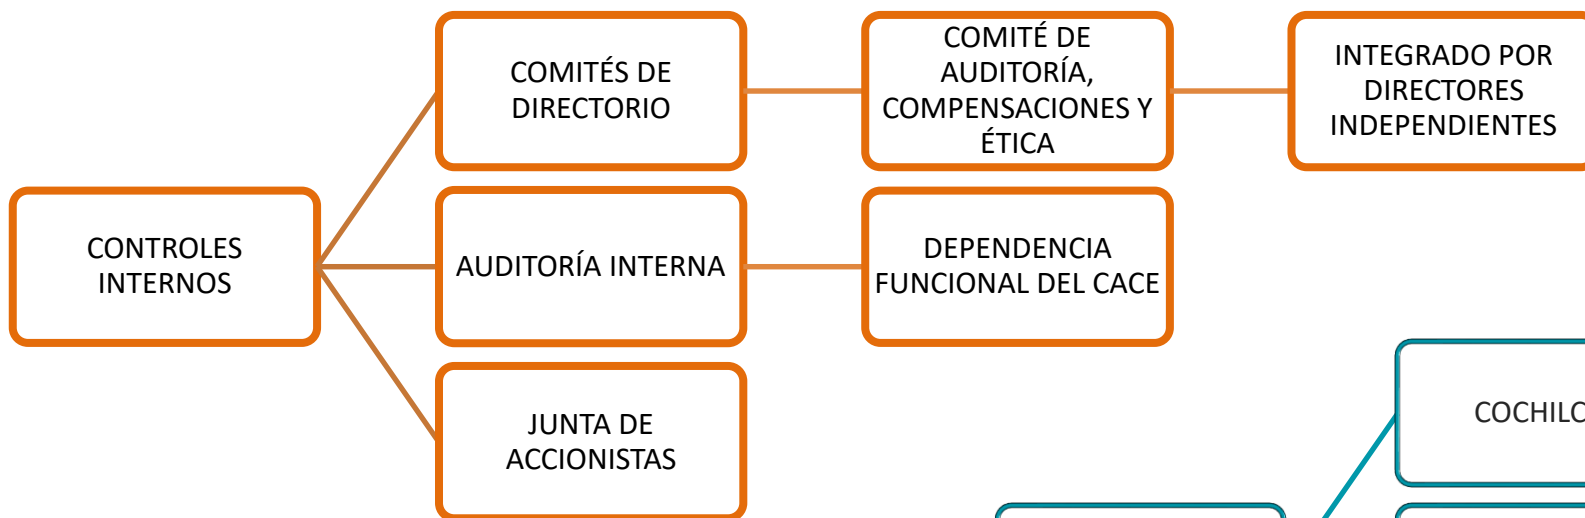 COMITÉS DE
DIRECTORIO
COMITÉ DE
AUDITORÍA,
COMPENSACIONES Y
ÉTICA
INTEGRADO POR
DIRECTORES
INDEPENDIENTES
CONTROLES
INTERNOS
AUDITORÍA INTERNA
DEPENDENCIA
FUNCIONAL DEL CACE
JUNTA DE
ACCIONISTAS
COCHILC